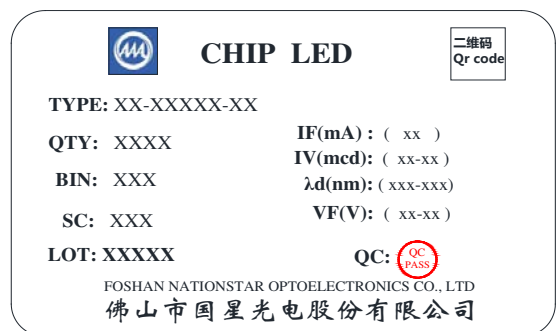 CHIP LED
二维码
Qr code
TYPE: XX-XXXXX-XX
QTY: XXXX
IF(mA) : ( xx )
IV(mcd): ( xx-xx )
BIN: XXX
λd(nm): ( xxx-xxx)
SC: XXX
VF(V): ( xx-xx )
LOT: XXXXX
QC: QC
PASS
FOSHAN NATIONSTAR OPTOELECTRONICS CO., LTD
佛山市国星光电股份有限公司